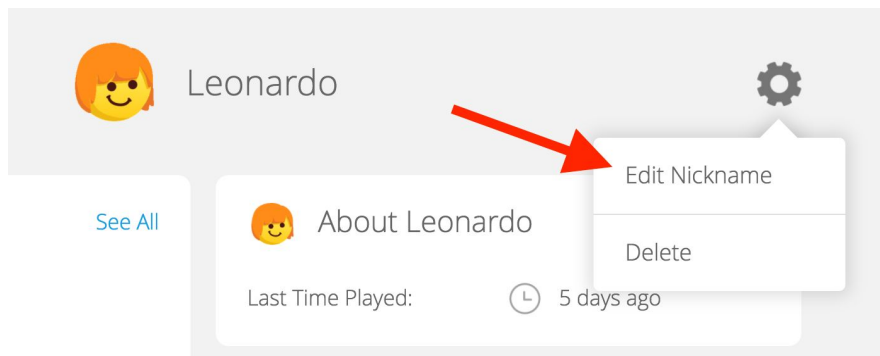 Leonardo
Edit Nickname
Delete
See All
About Leonardo
Last Time Played:
5 days ago